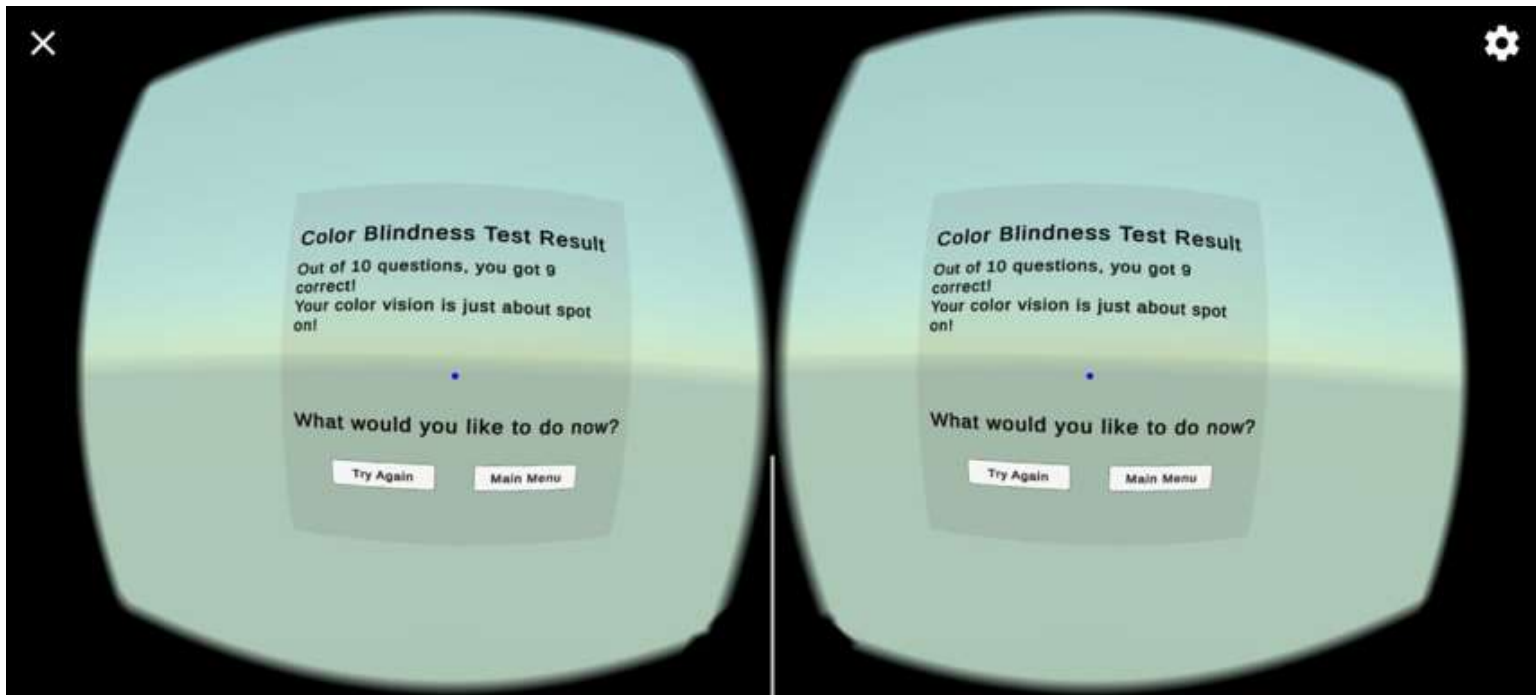 Color Blindness Test Result
Out of 10 questions, you got 9
correct!
Your color vision is just about spot
on!
What would you like to do now?
Try Again
Main Menu
Color Blindness Test Result
Out of 10 questions, you got 9
correct!
Your color vision is just about spot
on!
What would you like to do now?
Try Again
Main Menu